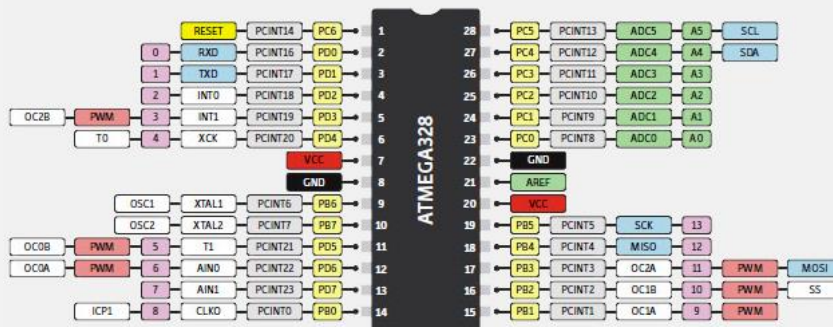 RESET PCINT14 PC6 1 28 PC5 PCINT13 ADC5 A5 SCL
0 RXD PCINT16 PD0 2 27 PC4 PCINT12 ADC4 A4 SDA
1 TXD PCINT17 PD1 3 26 PC3 PCINT11 ADC3 A3
2 INT0 PCINT18 PD2 4 25 PC2 PCINT10 ADC2 A2
OC2B PWM 3 INT1 PCINT19 PD3 5 24 PC1 PCINT9 ADC1 A1
T0 4 XCK PCINT20 PD4 6 23 PC0 PCINT8 ADC0 A0
VCC 7 22 GND
GND 8 21 AREF
OSC1 XTAL1 PCINT6 PB6 9 20 VCC
OSC2 XTAL2 PCINT7 PB7 10 19 PB5 PCINT5 SCK 13
OC0B PWM 5 T1 PCINT21 PD5 11 18 PB4 PCINT4 MISO 12
OC0A PWM 6 AIN0 PCINT22 PD6 12 17 PB3 PCINT3 OC2A 11 PWM MOSI
7 AIN1 PCINT23 PD7 13 16 PB2 PCINT2 OC1B 10 PWM SS
ICP1 8 CLK0 PCINT0 PB0 14 15 PB1 PCINT1 OC1A 9 PWM
ATMEGA328